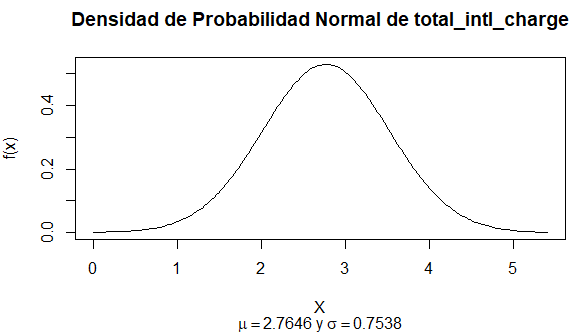 Densidad de Probabilidad Normal de total_intl_charge
f(x)
0.4
0.2
0.0
0 1 2 3 4 5
X
μ = 2.7646 y σ = 0.7538